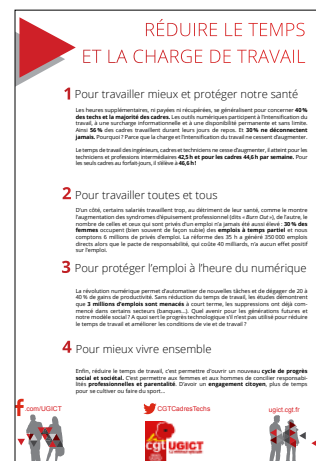 RÉDUIRE LE TEMPS
ET LA CHARGE DE TRAVAIL
1 Pour travailler mieux et protéger notre santé
Les heures supplémentaires, ni payées ni récupérées, se généralisent pour concerner 40%
des techs et la majorité des cadres. Les outils numériques participent à l'intensification du
travail, à une surcharge informationnelle et à une disponibilité permanente et sans limite.
Ainsi 56% des cadres travaillent durant leurs jours de repos. Et 30% ne déconnectent
jamais. Pourquoi ? Parce que la charge et l'intensification du travail ne cessent d'augmenter.
Le temps de travail des ingénieurs, cadres et techniciens ne cesse d'augmenter, il atteint pour les
techniciens et professions intermédiaires 42,5 h et pour les cadres 44,6 h par semaine. Pour
les seuls cadres au forfait-jours, il s'élève à 46,6 h !
2 Pour travailler toutes et tous
D'un côté, certains salariés travaillent trop, au détriment de leur santé, comme le montre
l'augmentation des syndromes d'épuisement professionnel (dits « Burn Out »), de l'autre, le
nombre de celles et ceux qui sont privés d'un emploi n'a jamais été aussi élevé : 30% des
femmes occupent (bien souvent de façon subie) des emplois à temps partiel et nous
comptons 6 millions de privés d'emploi. La réforme des 35 h a généré 350 000 emplois
directs alors que le pacte de responsabilité, qui coûte 40 milliards, n'a aucun effet positif
sur l'emploi.
3 Pour protéger l'emploi à l'heure du numérique
La révolution numérique permet d'automatiser de nouvelles tâches et de dégager de 20 à
40 % de gains de productivité. Sans réduction du temps de travail, les études démontrent
que 3 millions d'emplois sont menacés à court terme, les suppressions ont déjà com-
mencé dans certains secteurs (banques...). Quel avenir pour les générations futures et
notre modèle social ? A quoi sert le progrès technologique s'il n'est pas utilisé pour réduire
le temps de travail et améliorer les conditions de vie et de travail ?
4 Pour mieux vivre ensemble
Enfin, réduire le temps de travail, c'est permettre d'ouvrir un nouveau cycle de progrès
social et sociétal. C'est permettre aux femmes et aux hommes de concilier responsabi-
lités professionnelles et parentalité. D'avoir un engagement citoyen, plus de temps
pour se cultiver ou faire du sport...
f.com/UGICT
CGTCadresTechs
ugict.cgt.fr
cgt UGICT